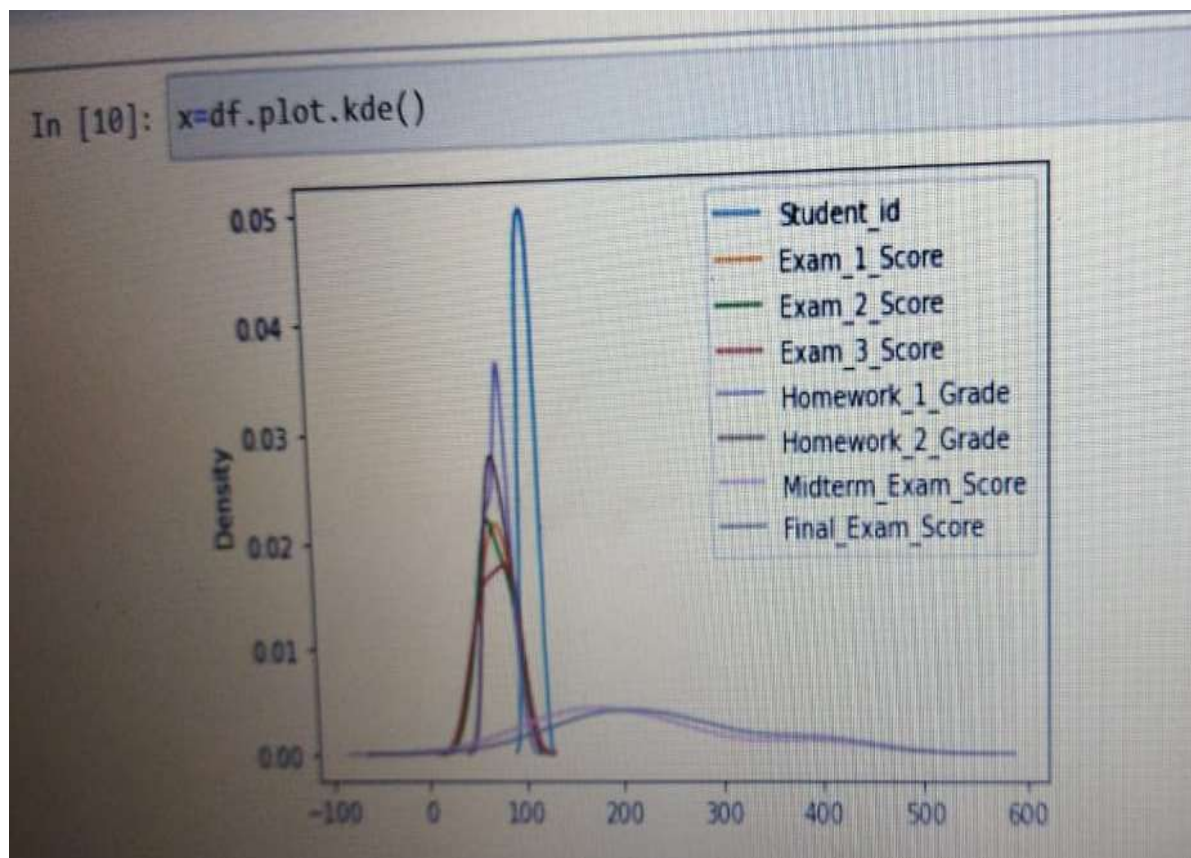 In [10]: x=df.plot.kde()
0.05
0.04
0.03
0.02
0.01
0.00
Density
Student_id
Exam_1_Score
Exam_2_Score
Exam_3_Score
Homework_1_Grade
Homework_2_Grade
Midterm_Exam_Score
Final_Exam_Score
-100 0 100 200 300 400 500 600